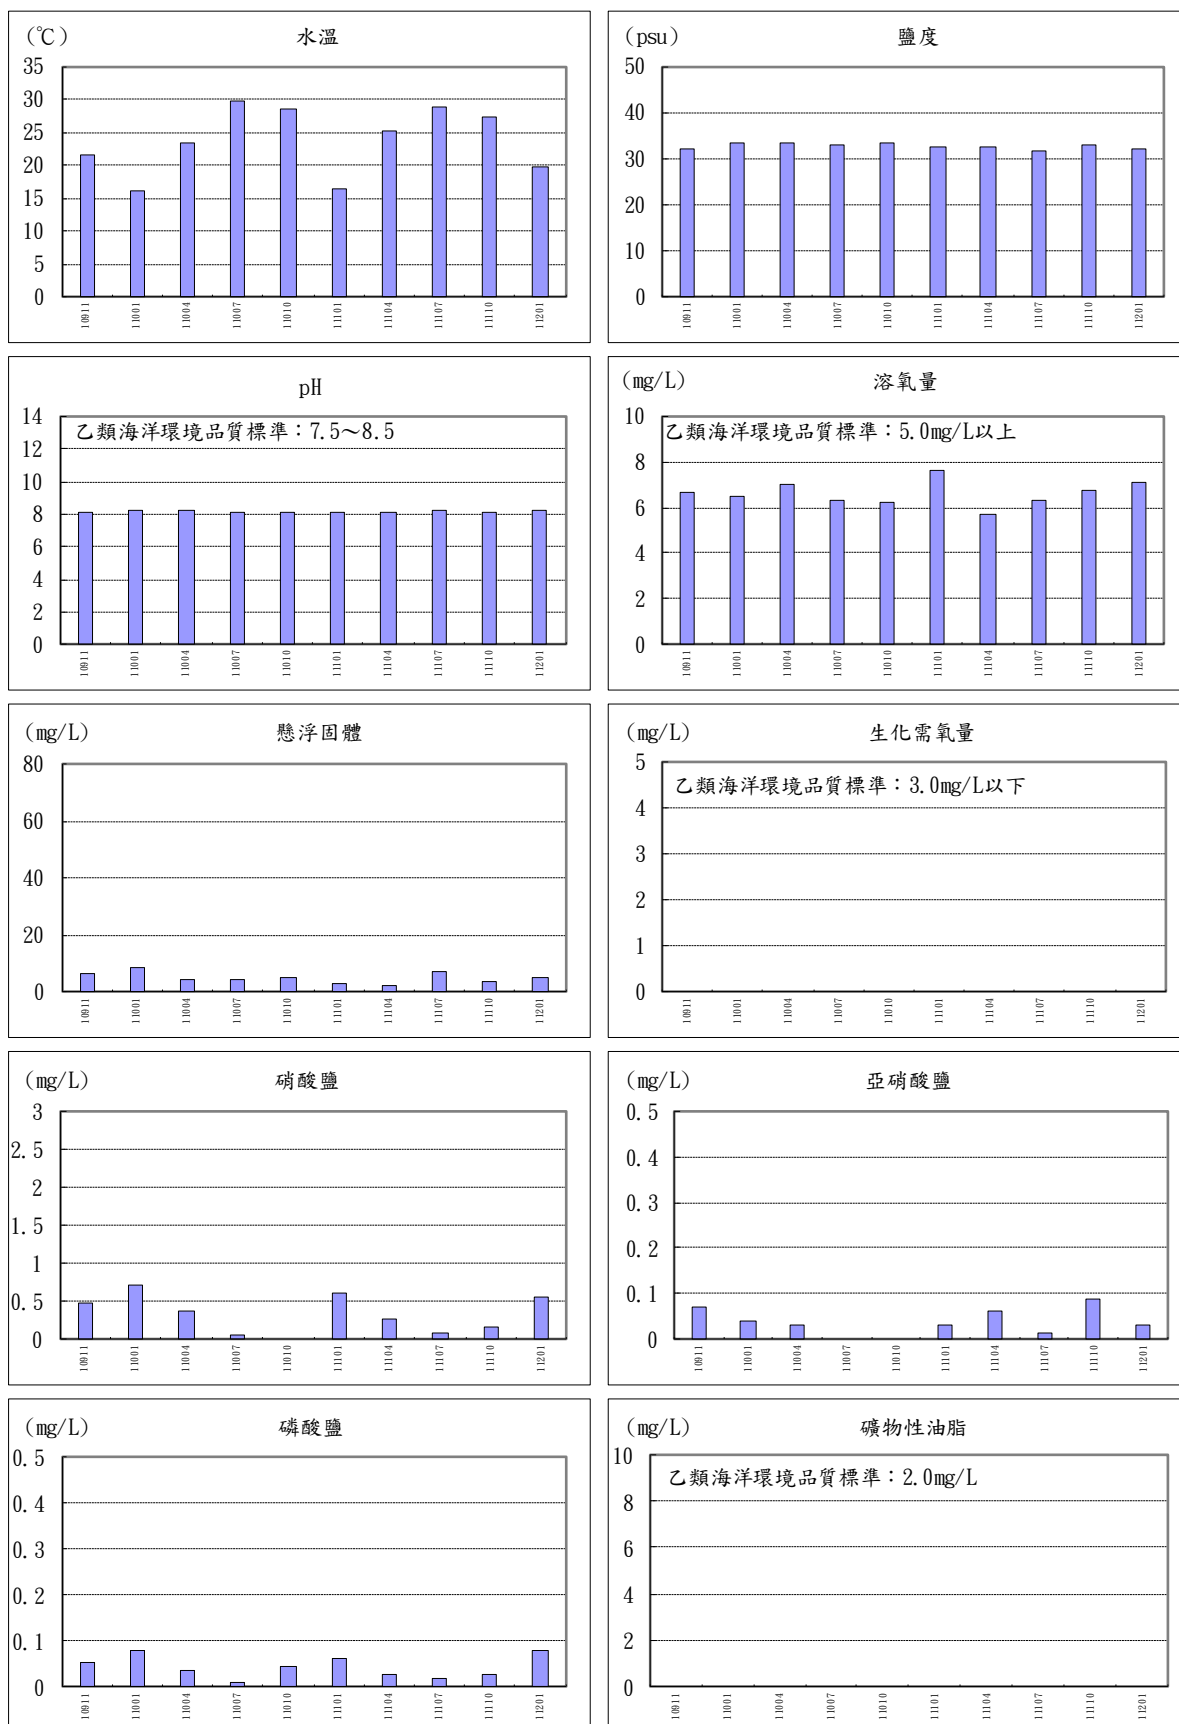 (℃) 水溫
35
30
25
20
15
10
5
0
10911 11001 11004 11007 11010 11101 11104 11107 11110 11201
(psu) 鹽度
50
40
30
20
10
0
10911 11001 11004 11007 11010 11101 11104 11107 11110 11201
pH
14
乙類海洋環境品質標準：7.5～8.5
12
10
8
6
4
2
0
10911 11001 11004 11007 11010 11101 11104 11107 11110 11201
(mg/L) 溶氧量
10
乙類海洋環境品質標準：5.0mg/L以上
8
6
4
2
0
10911 11001 11004 11007 11010 11101 11104 11107 11110 11201
(mg/L) 懸浮固體
80
60
40
20
0
10911 11001 11004 11007 11010 11101 11104 11107 11110 11201
(mg/L) 生化需氧量
5
乙類海洋環境品質標準：3.0mg/L以下
4
3
2
1
0
10911 11001 11004 11007 11010 11101 11104 11107 11110 11201
(mg/L) 硝酸鹽
3
2.5
2
1.5
1
0.5
0
10911 11001 11004 11007 11010 11101 11104 11107 11110 11201
(mg/L) 亞硝酸鹽
0.5
0.4
0.3
0.2
0.1
0
10911 11001 11004 11007 11010 11101 11104 11107 11110 11201
(mg/L) 磷酸鹽
0.5
0.4
0.3
0.2
0.1
0
10911 11001 11004 11007 11010 11101 11104 11107 11110 11201
(mg/L) 礦物性油脂
10
乙類海洋環境品質標準：2.0mg/L
8
6
4
2
0
10911 11001 11004 11007 11010 11101 11104 11107 11110 11201